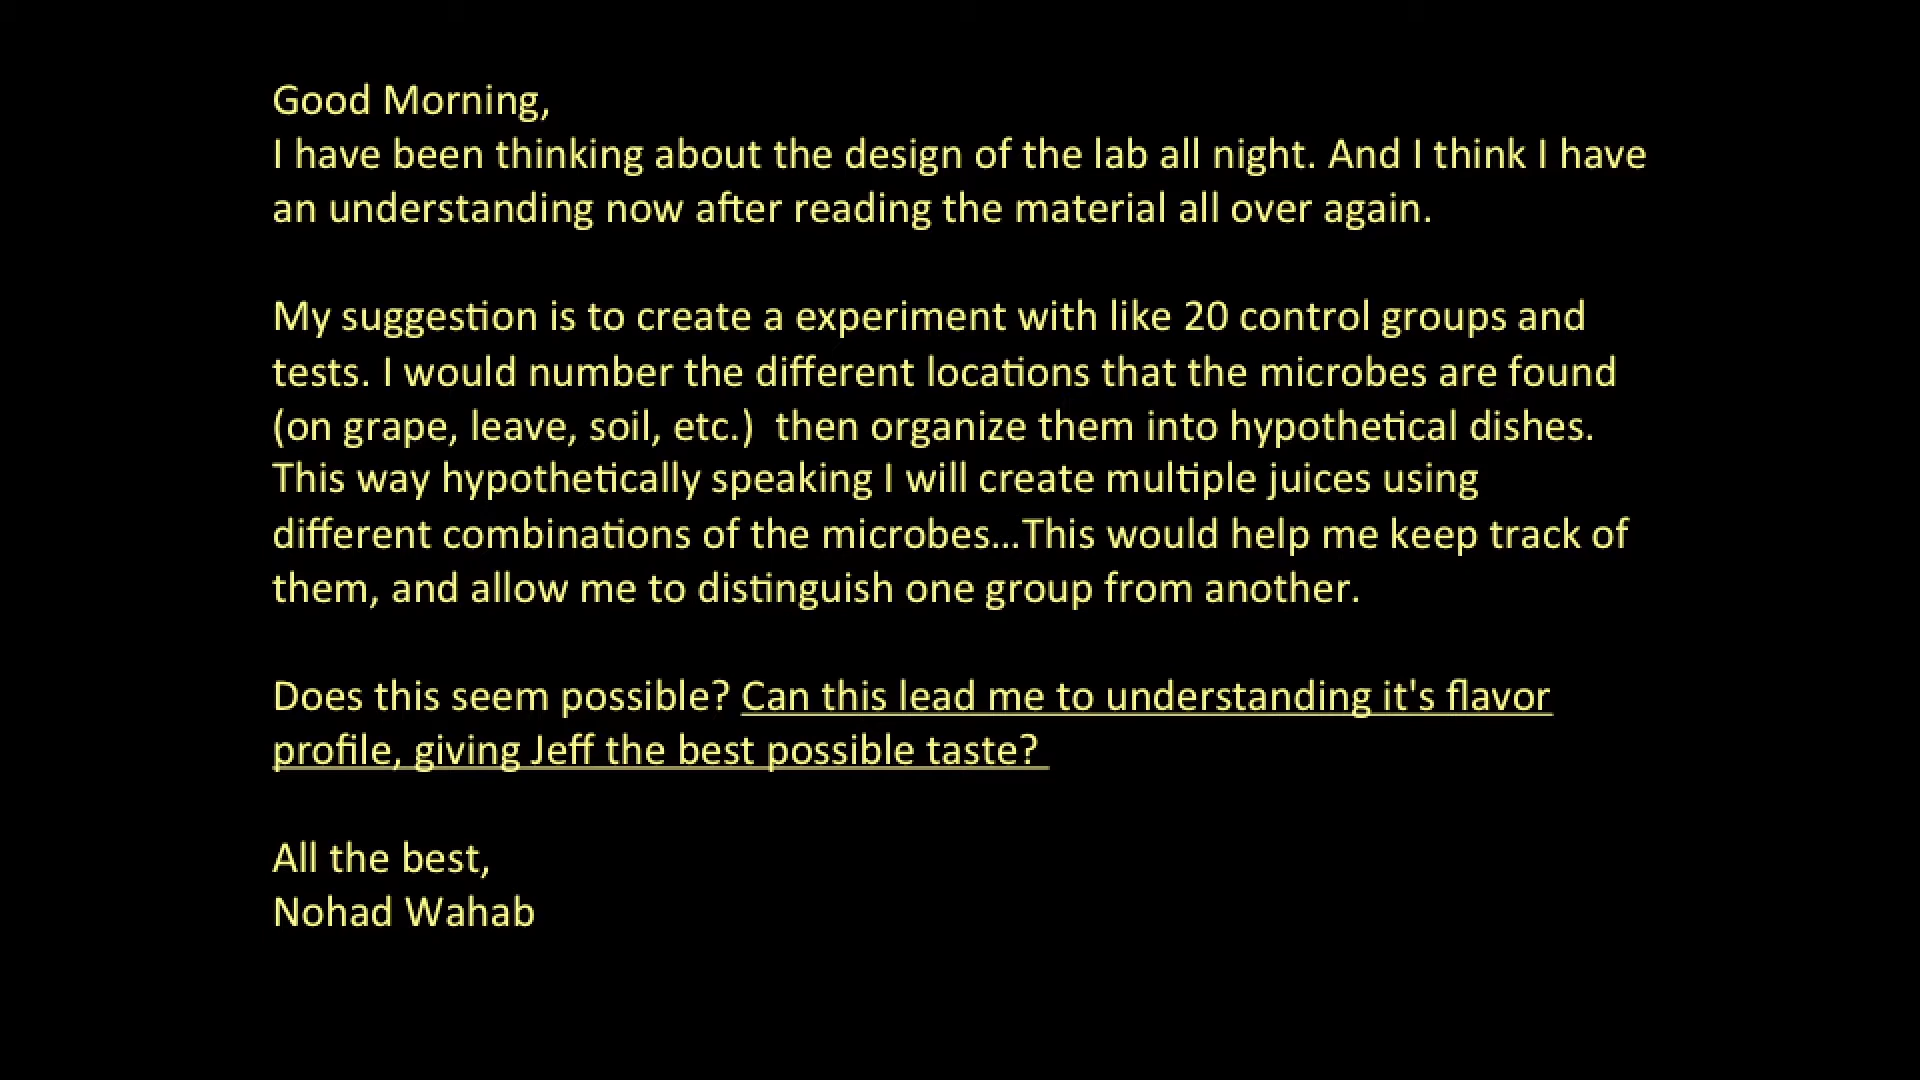 Good Morning,
I have been thinking about the design of the lab all night. And I think I have
an understanding now after reading the material all over again.
My suggestion is to create a experiment with like 20 control groups and
tests. I would number the different locations that the microbes are found
(on grape, leave, soil, etc.)  then organize them into hypothetical dishes.
This way hypothetically speaking I will create multiple juices using
different combinations of the microbes...This would help me keep track of
them, and allow me to distinguish one group from another.
Does this seem possible? Can this lead me to understanding it's flavor
profile, giving Jeff the best possible taste?
All the best,
Nohad Wahab